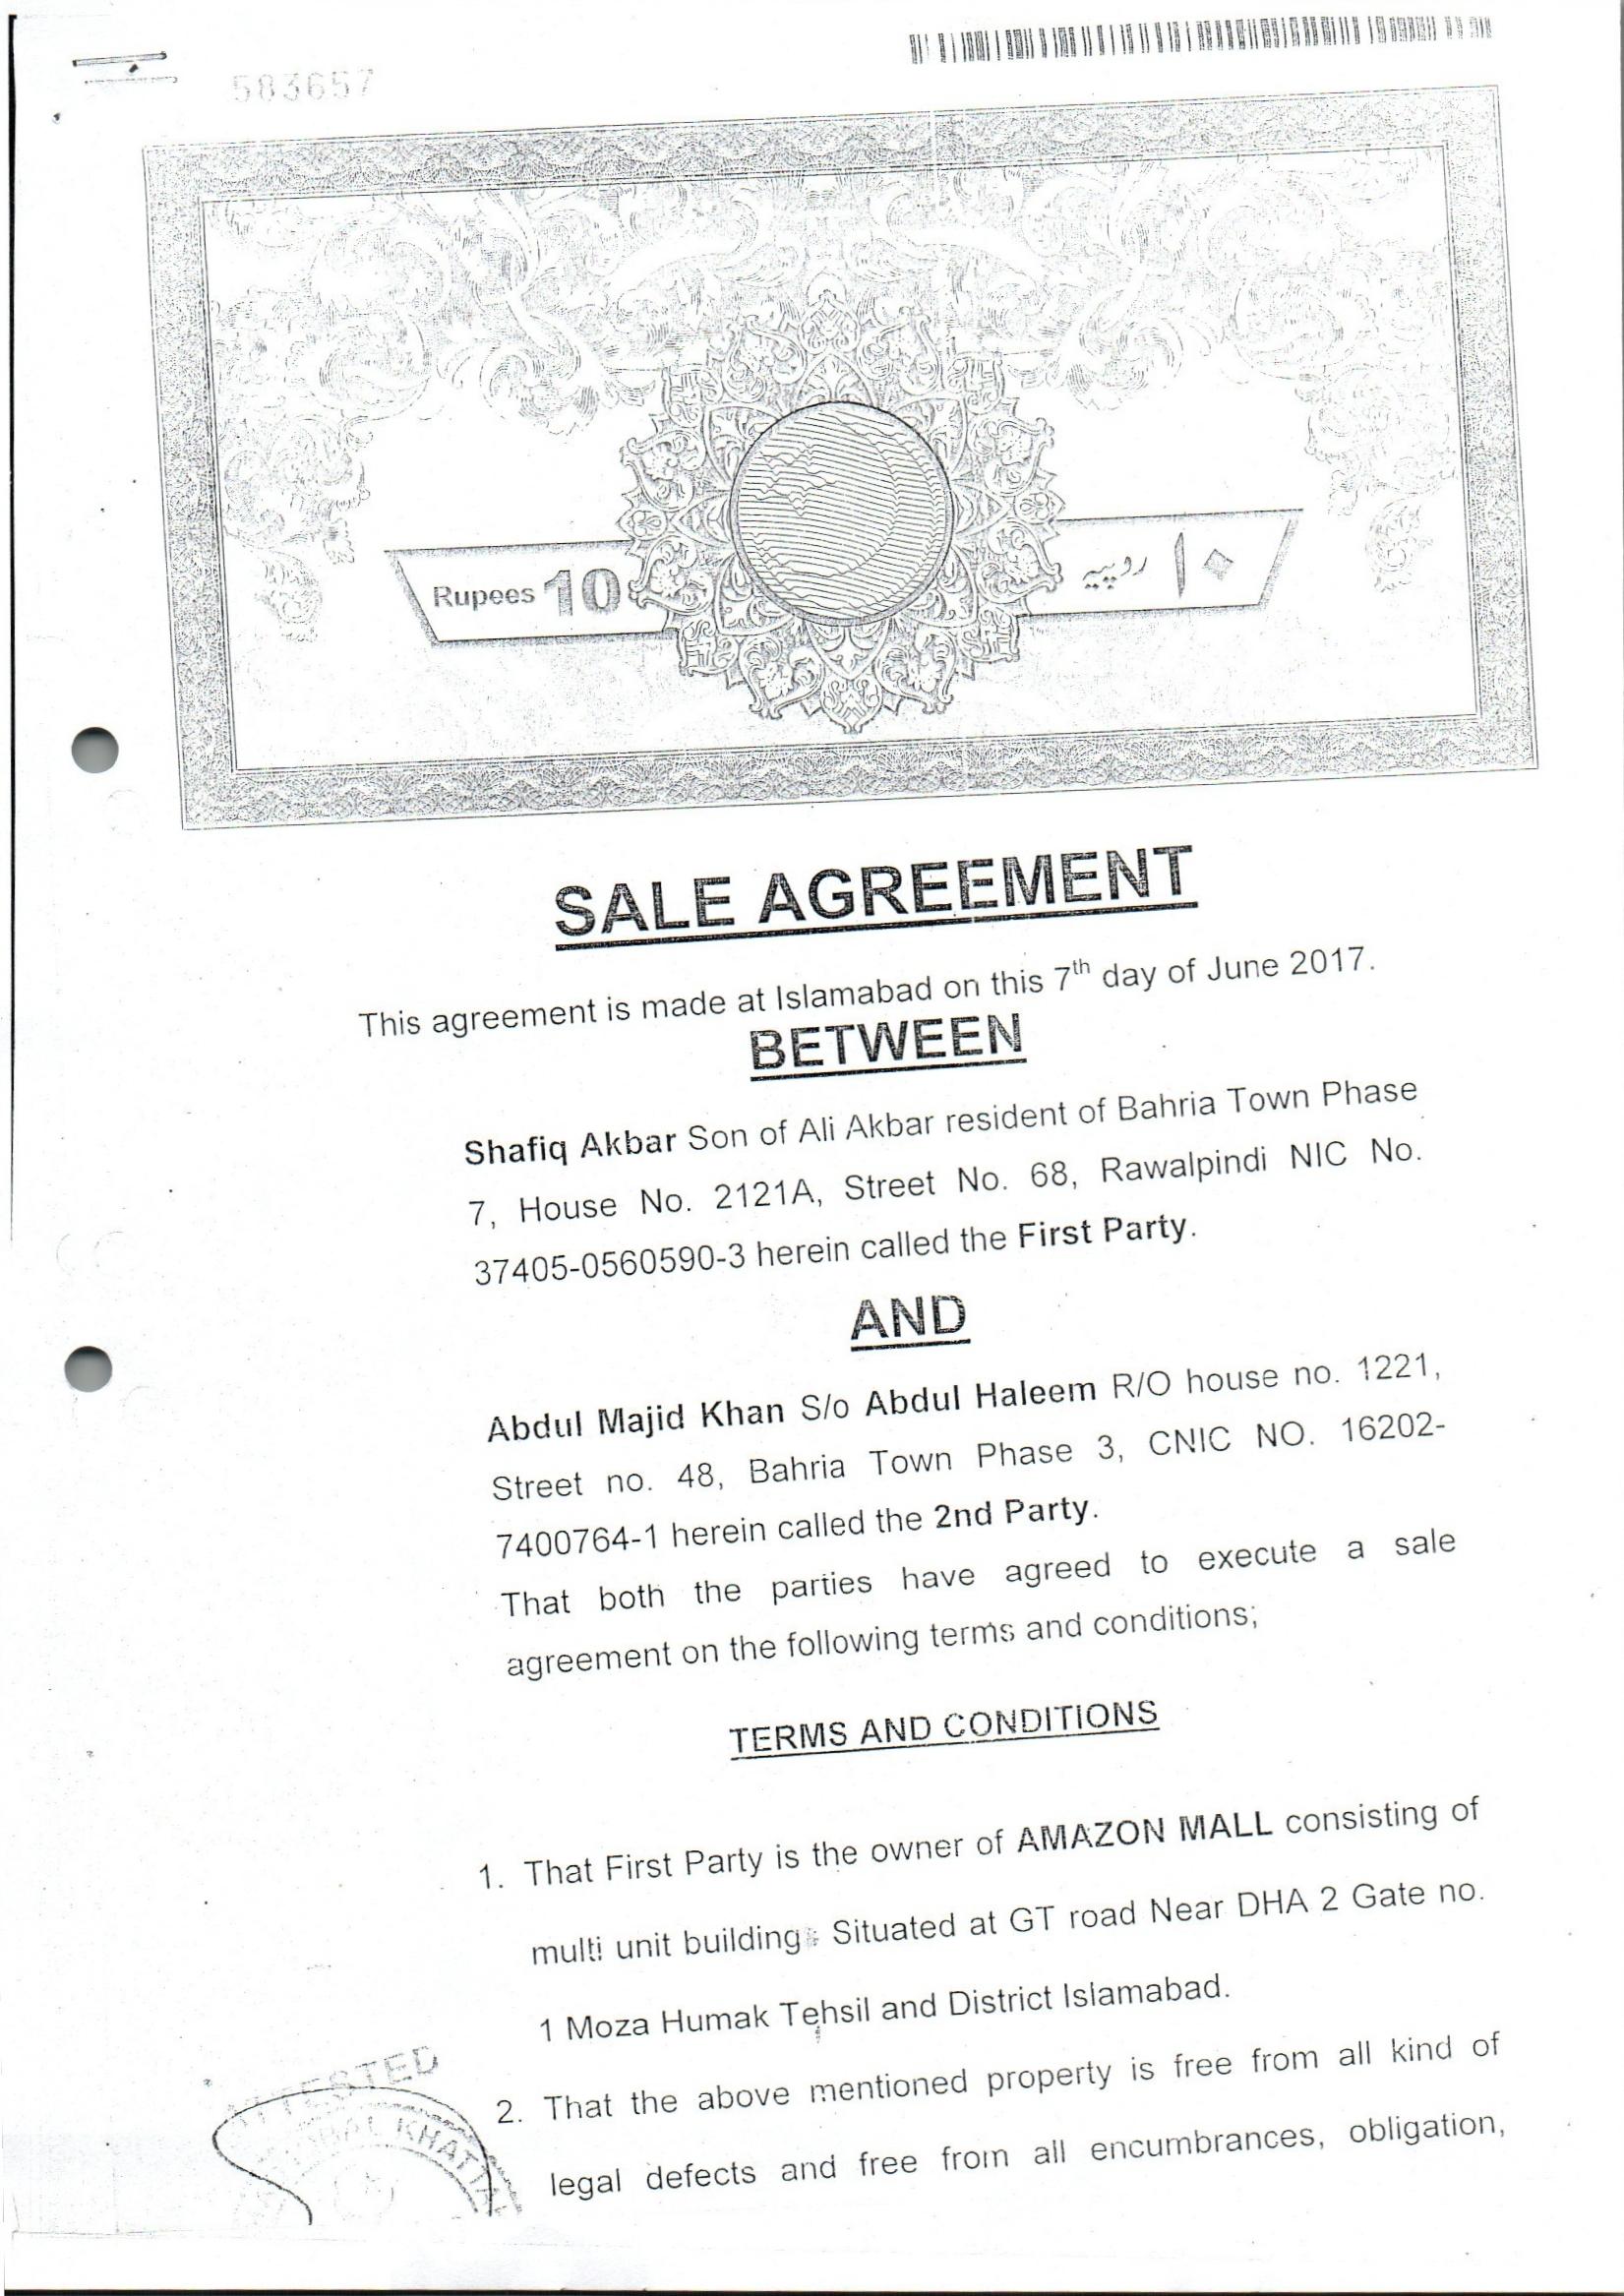 583657
Rupees 10
۱۰ روپیہ
SALE AGREEMENT
This agreement is made at Islamabad on this 7th day of June 2017.
BETWEEN
Shafiq Akbar Son of Ali Akbar resident of Bahria Town Phase
7, House No. 2121A, Street No. 68, Rawalpindi NIC No.
37405-0560590-3 herein called the First Party.
AND
Abdul Majid Khan S/o Abdul Haleem R/O house no. 1221,
Street no. 48, Bahria Town Phase 3, CNIC NO. 16202-
7400764-1 herein called the 2nd Party.
That both the parties have agreed to execute a sale
agreement on the following terms and conditions;
TERMS AND CONDITIONS
1. That First Party is the owner of AMAZON MALL consisting of
multi unit building Situated at GT road Near DHA 2 Gate no.
1 Moza Humak Tehsil and District Islamabad.
2. That the above mentioned property is free from all kind of
legal defects and free from all encumbrances, obligation,
ATTESTED